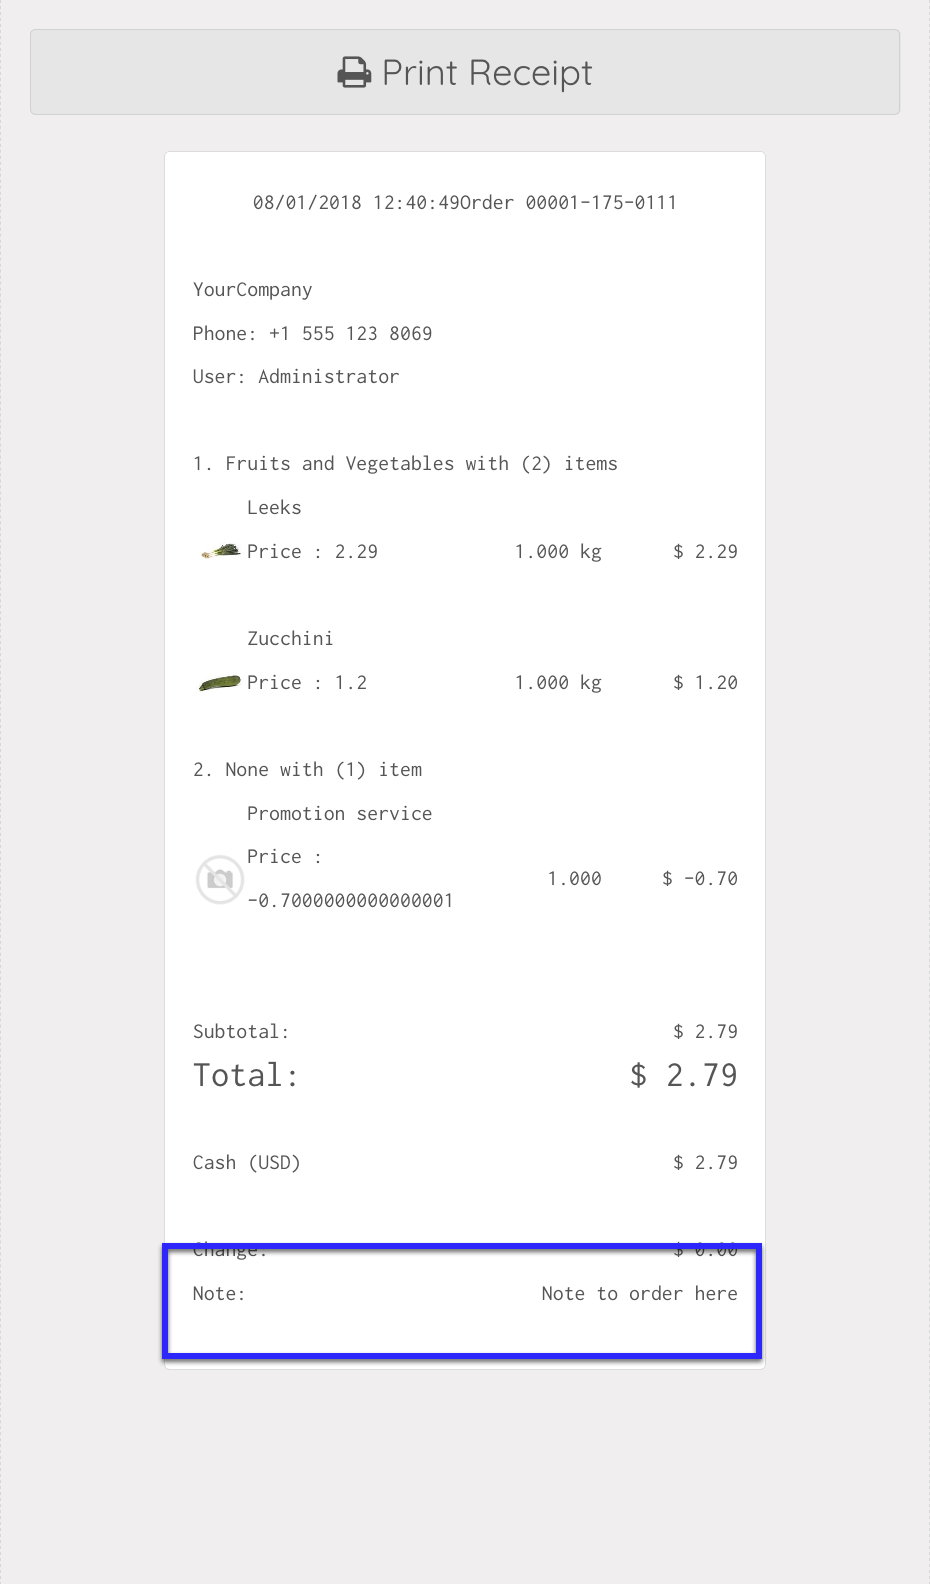 Print Receipt
08/01/2018 12:40:49Order 00001-175-0111
YourCompany
Phone: +1 555 123 8069
User: Administrator
1. Fruits and Vegetables with (2) items
Leeks
Price : 2.29 1.000 kg $ 2.29
Zucchini
Price : 1.2 1.000 kg $ 1.20
2. None with (1) item
Promotion service
Price :
1.000 $ -0.70
-0.7000000000000001
Subtotal: $ 2.79
Total: $ 2.79
Cash (USD) $ 2.79
Change: $ 0.00
Note: Note to order here